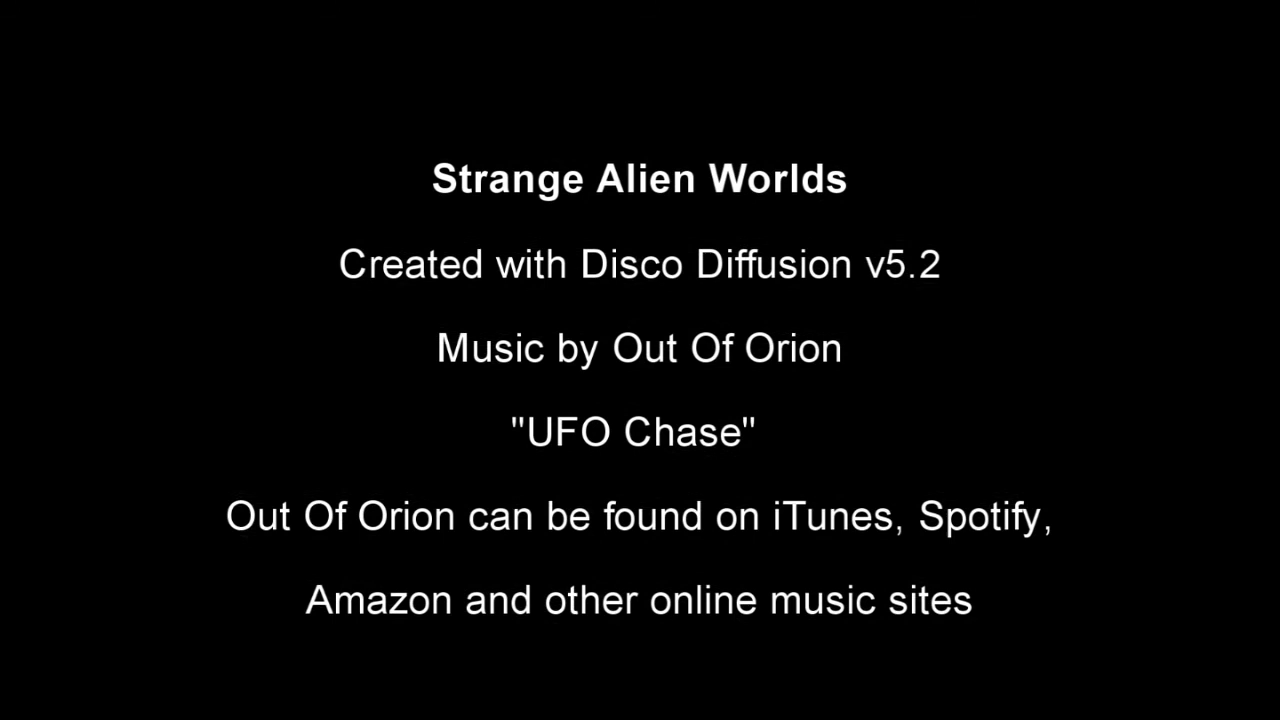 Strange Alien Worlds
Created with Disco Diffusion v5.2
Music by Out Of Orion
"UFO Chase"
Out Of Orion can be found on iTunes, Spotify,
Amazon and other online music sites